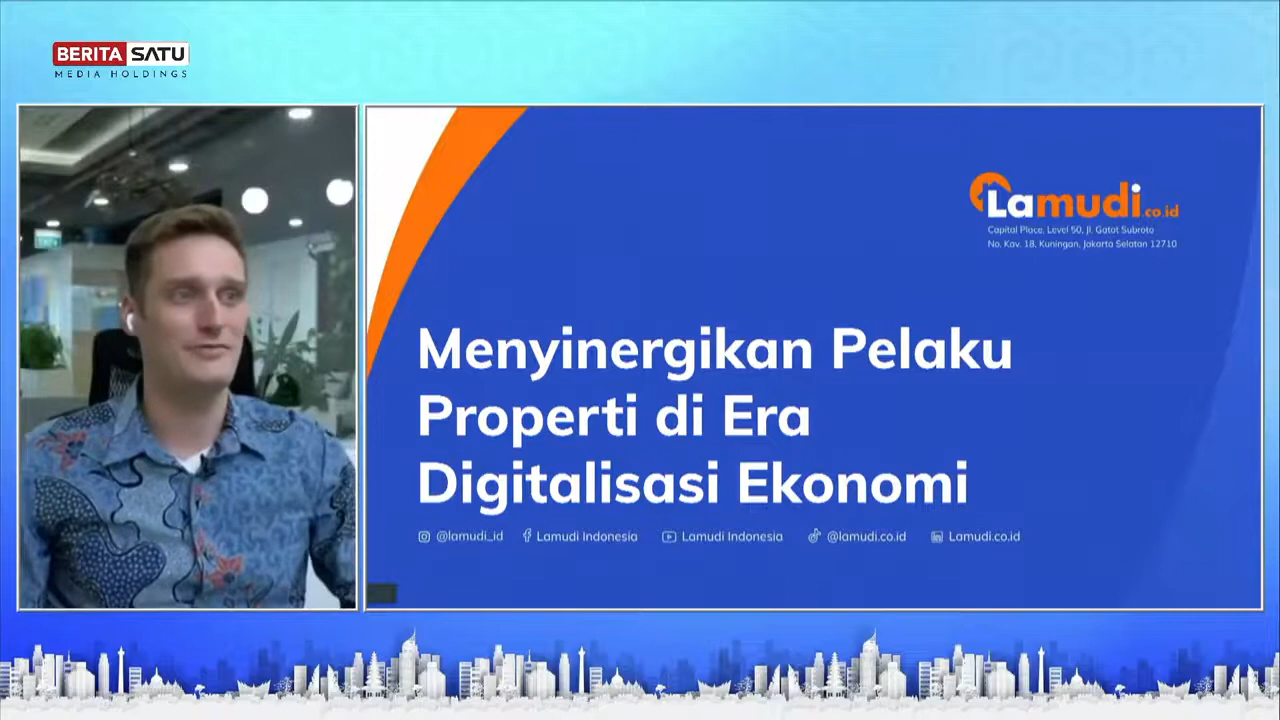 BERITA SATU
MEDIA HOLDINGS
Lamudi.co.id
Capital Place, Level 50, Jl. Gatot Subroto
No. Kav. 18, Kuningan, Jakarta Selatan 12710
Menyinergikan Pelaku
Properti di Era
Digitalisasi Ekonomi
@lamudi_id Lamudi Indonesia Lamudi Indonesia @lamudi.co.id Lamudi.co.id